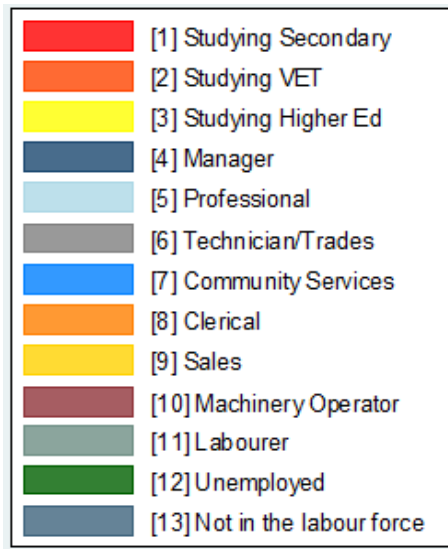 [1] Studying Secondary
[2] Studying VET
[3] Studying Higher Ed
[4] Manager
[5] Professional
[6] Technician/Trades
[7] Community Services
[8] Clerical
[9] Sales
[10] Machinery Operator
[11] Labourer
[12] Unemployed
[13] Not in the labour force